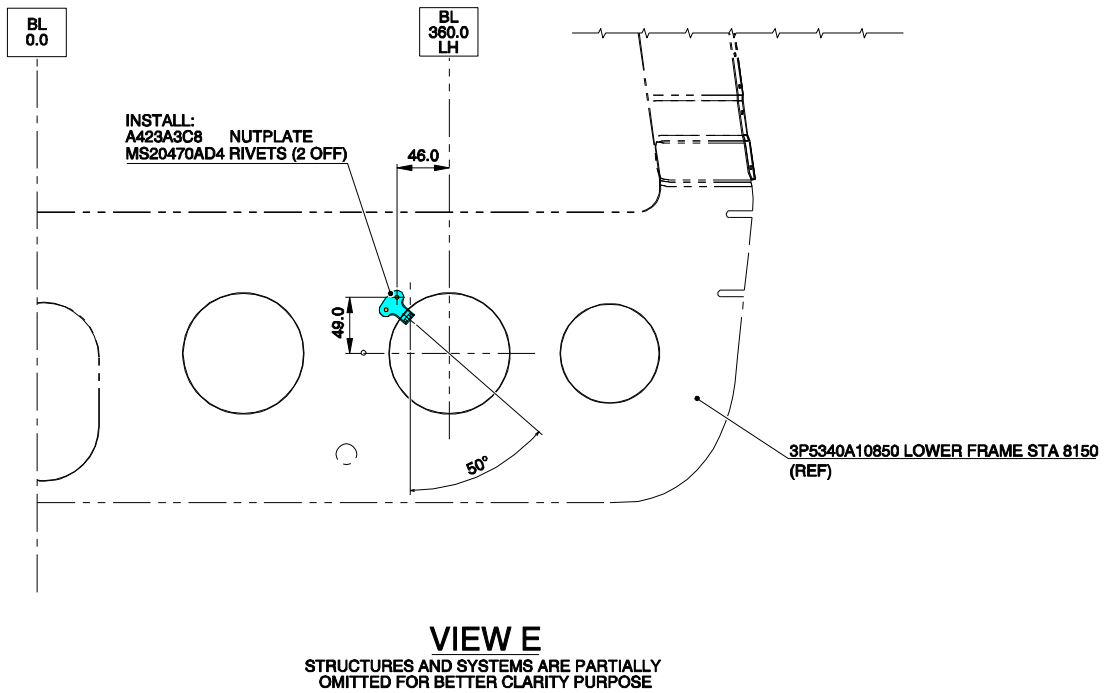 BL
0.0
BL
360.0
LH
INSTALL:
A423A3C8 NUTPLATE
MS20470AD4 RIVETS (2 OFF)
46.0
49.0
50°
3P5340A10850 LOWER FRAME STA 8150
(REF)
VIEW E
STRUCTURES AND SYSTEMS ARE PARTIALLY
OMITTED FOR BETTER CLARITY PURPOSE